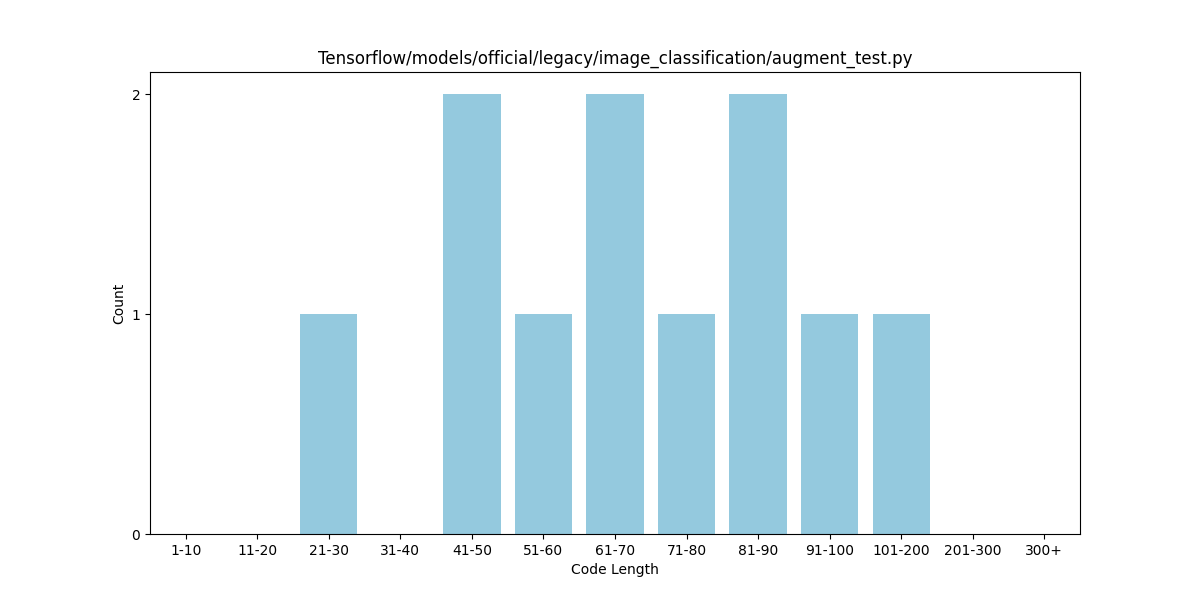 Tensorflow/models/official/legacy/image_classification/augment_test.py
2
1
0
Count
1-10 11-20 21-30 31-40 41-50 51-60 61-70 71-80 81-90 91-100 101-200 201-300 300+
Code Length